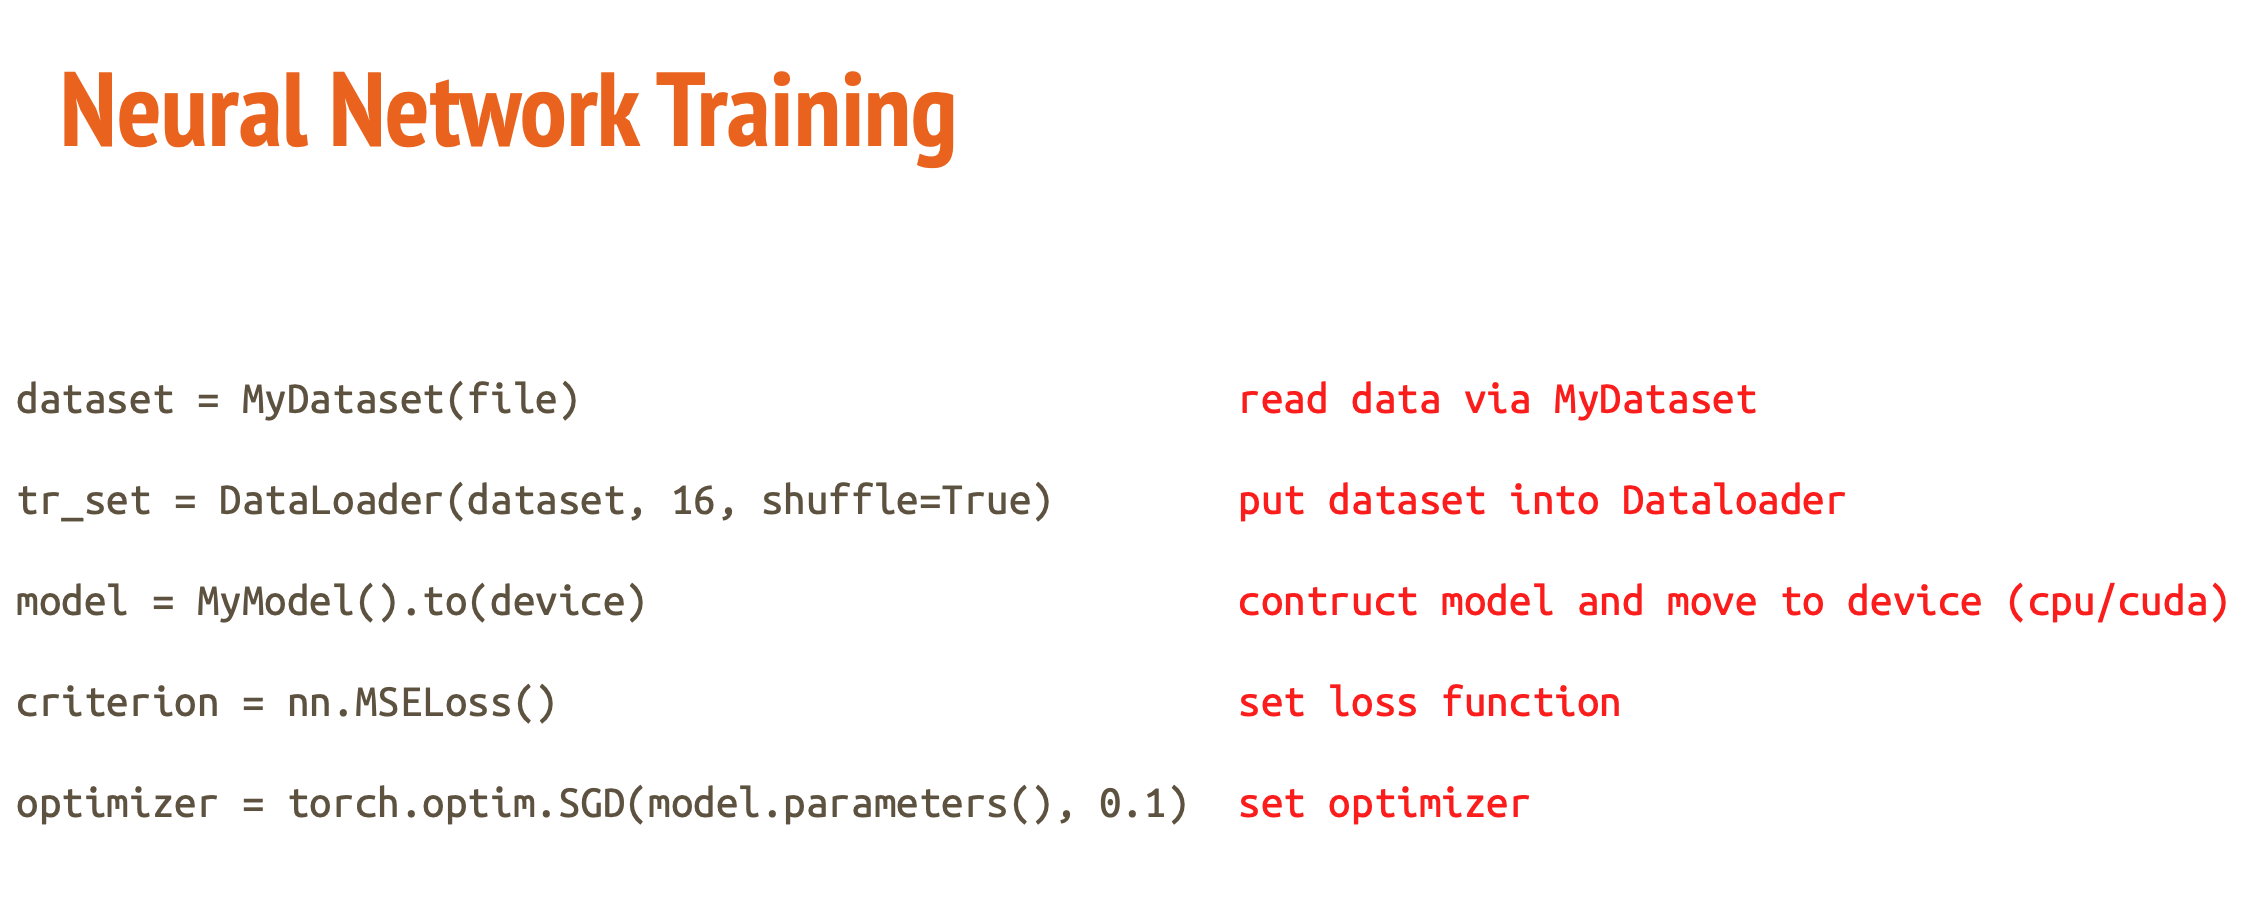 Neural Network Training
dataset = MyDataset(file) read data via MyDataset
tr_set = DataLoader(dataset, 16, shuffle=True) put dataset into Dataloader
model = MyModel().to(device) contruct model and move to device (cpu/cuda)
criterion = nn.MSELoss() set loss function
optimizer = torch.optim.SGD(model.parameters(), 0.1) set optimizer